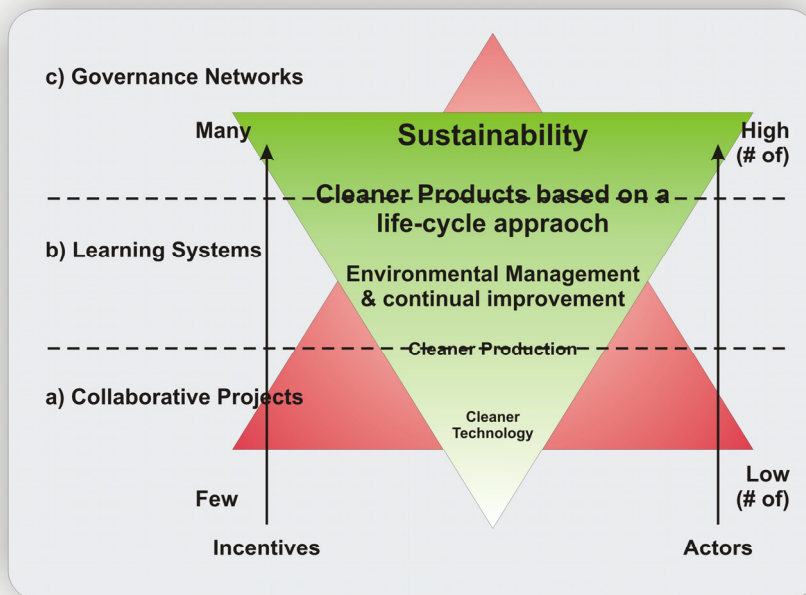 c) Governance Networks
Many
Sustainability
High
(# of)
Cleaner Products based on a
life-cycle appraoch
b) Learning Systems
Environmental Management
& continual improvement
Cleaner Production
a) Collaborative Projects
Cleaner
Technology
Few
Low
(# of)
Incentives
Actors